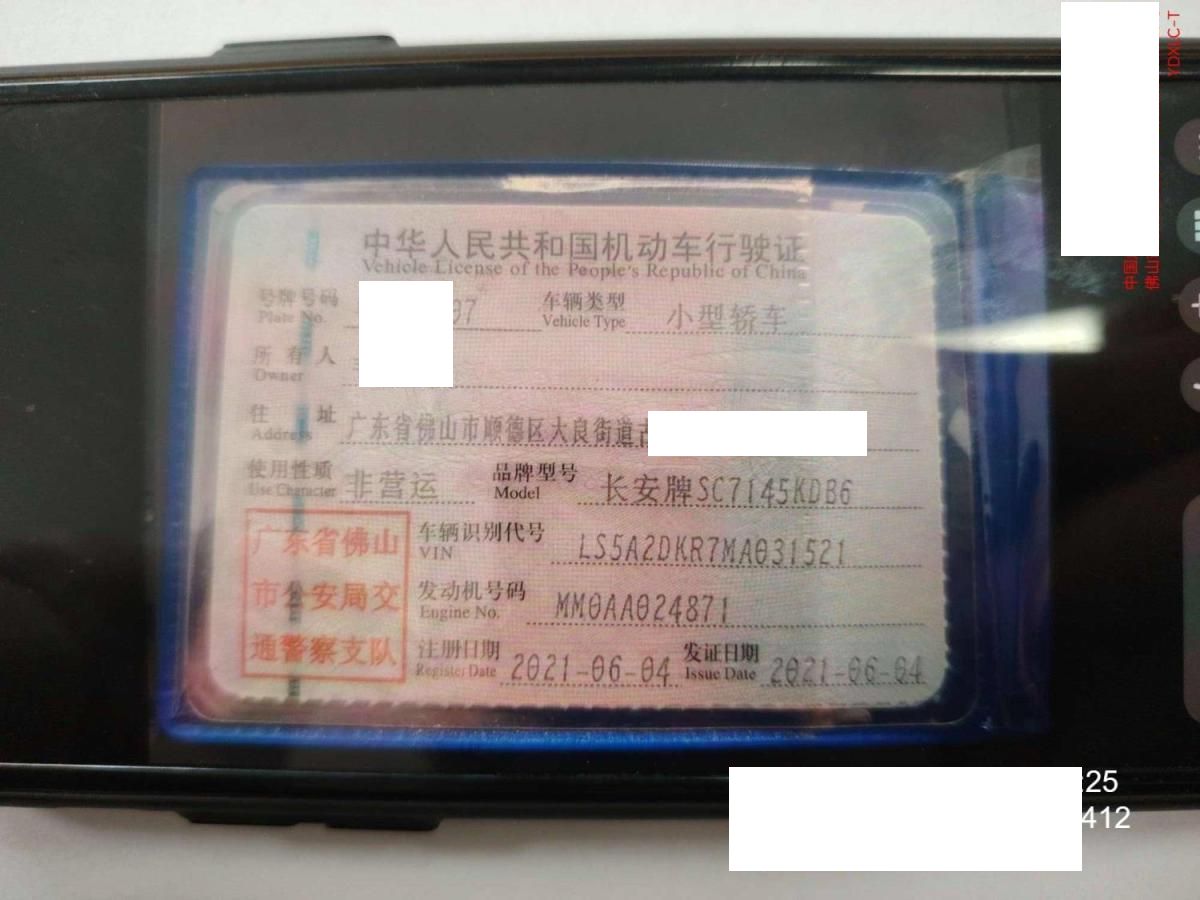 中华人民共和国机动车行驶证
Vehicle License of the People's Republic of China
号牌号码 97 车辆类型 小型轿车
Plate No. Vehicle Type
所有人
Owner
住址 广东省佛山市顺德区大良街道古
Address
使用性质 非营运 品牌型号 长安牌SC7145KDB6
Use Character Model
广东省佛山市公安局交通警察支队
车辆识别代号 LS5A2DKR7MA031521
VIN
发动机号码 MM0AA024871
Engine No.
注册日期 2021-06-04 发证日期 2021-06-04
Register Date Issue Date
:25
412
YDXLC-T
中国
佛山